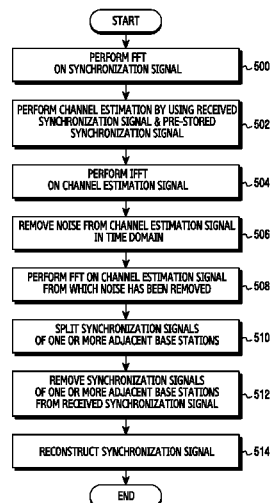 START
PERFORM FFT
ON SYNCHRONIZATION SIGNAL
500
PERFORM CHANNEL ESTIMATION BY USING RECEIVED
SYNCHRONIZATION SIGNAL & PRE-STORED
SYNCHRONIZATION SIGNAL
502
PERFORM IFFT
ON CHANNEL ESTIMATION SIGNAL
504
REMOVE NOISE FROM CHANNEL ESTIMATION SIGNAL
IN TIME DOMAIN
506
PERFORM FFT ON CHANNEL ESTIMATION SIGNAL
FROM WHICH NOISE HAS BEEN REMOVED
508
SPLIT SYNCHRONIZATION SIGNALS
OF ONE OR MORE ADJACENT BASE STATIONS
510
REMOVE SYNCHRONIZATION SIGNALS
OF ONE OR MORE ADJACENT BASE STATIONS
FROM RECEIVED SYNCHRONIZATION SIGNAL
512
RECONSTRUCT SYNCHRONIZATION SIGNAL
514
END